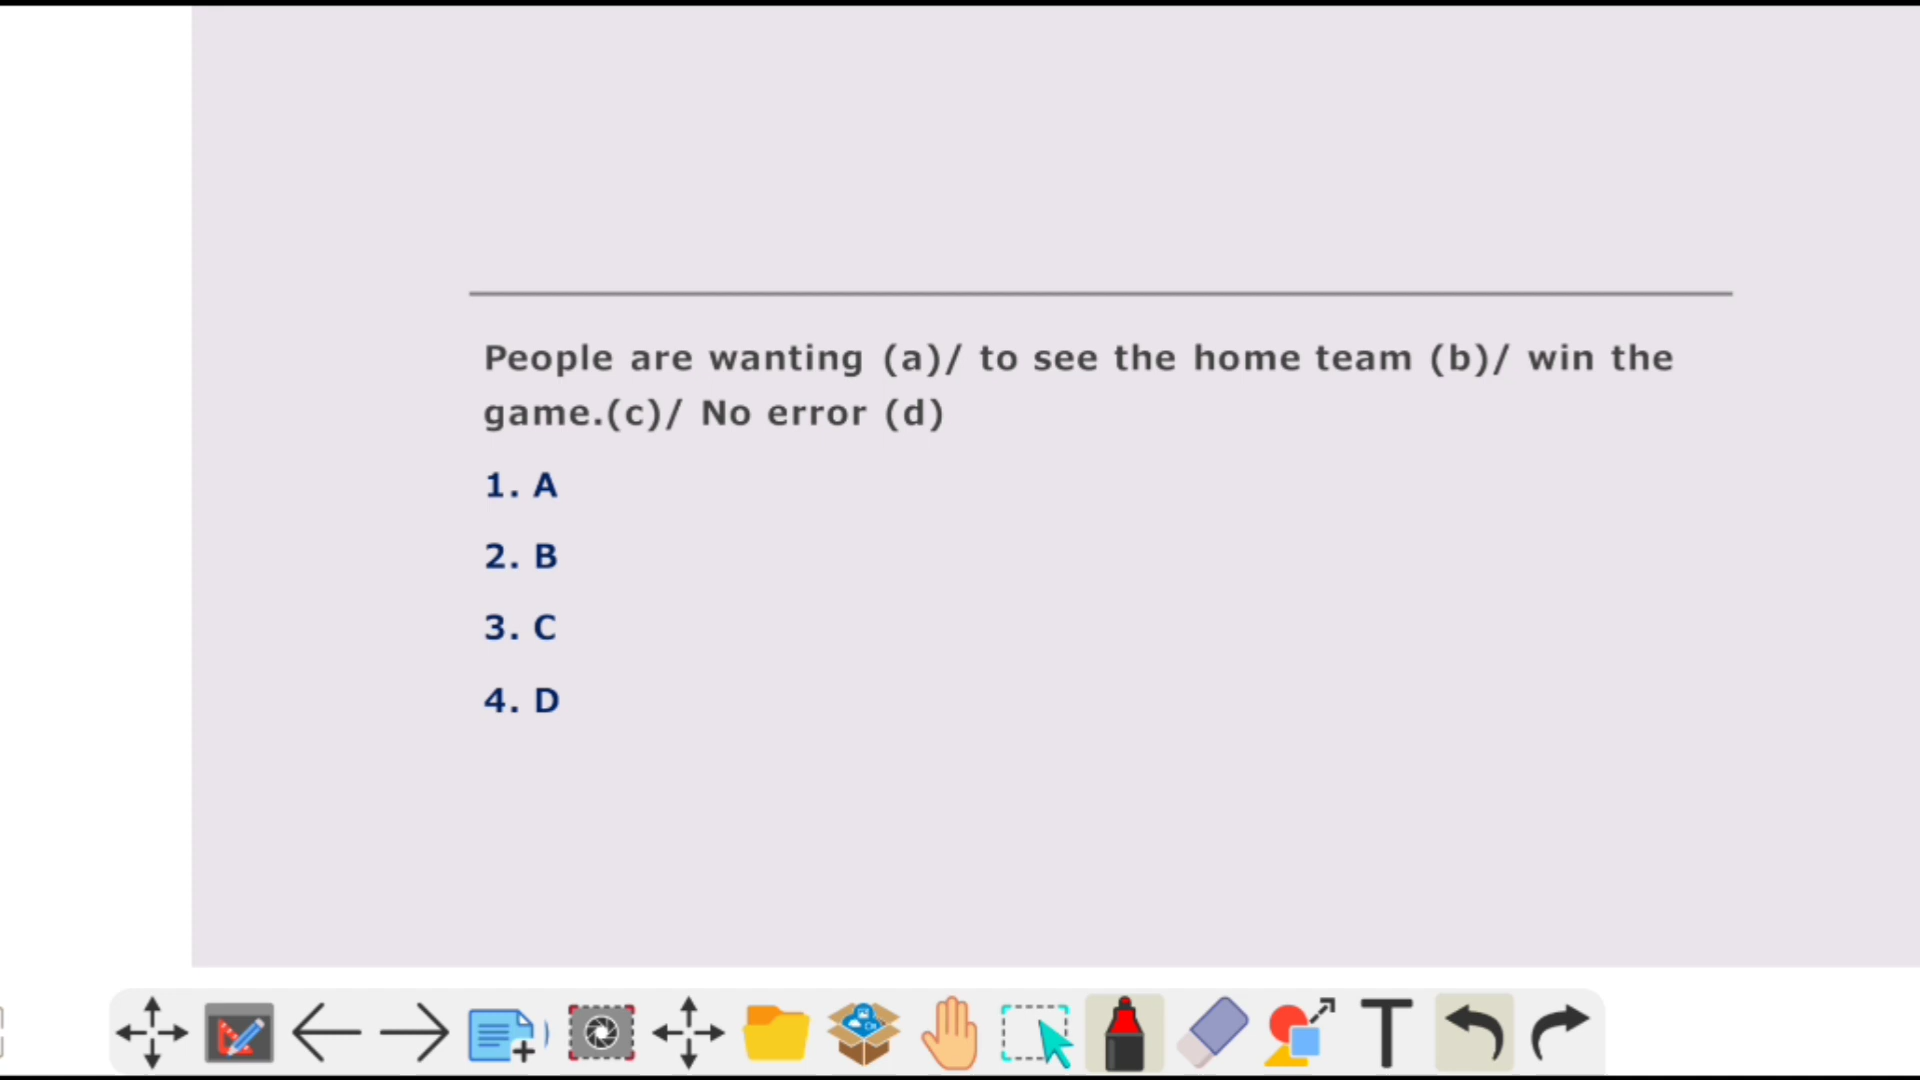 People are wanting (a)/ to see the home team (b)/ win the
game.(c)/ No error (d)
1. A
2. B
3. C
4. D